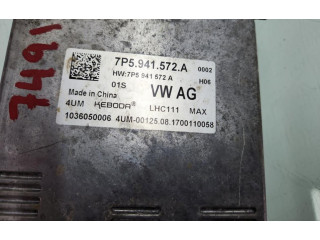 7491
7P5.941.572.A 0002
HW:7P5 941 572 A H06
01S
Made in China VW AG
4UM KEBODA® LHC111 MAX
1036050006 4UM-00125.08.1700110058